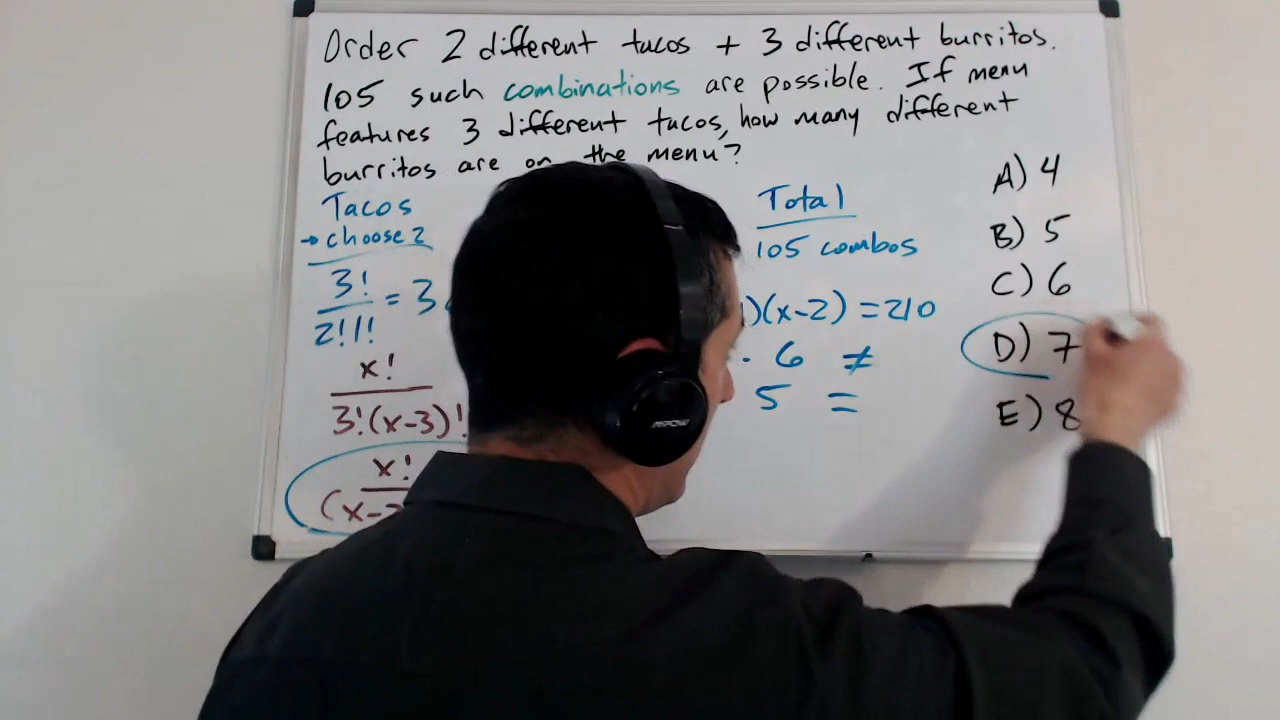 Order 2 different tacos + 3 different burritos.
105 such combinations are possible. If menu
features 3 different tacos, how many different
burritos are on the menu?
Tacos
→ choose 2
3!
2!1!
= 3
x!
3!(x-3)!
x!
(x-
Total
105 combos
)(x-2) = 210
· 6 ≠
5 =
A) 4
B) 5
C) 6
D) 7
E) 8
MPOW